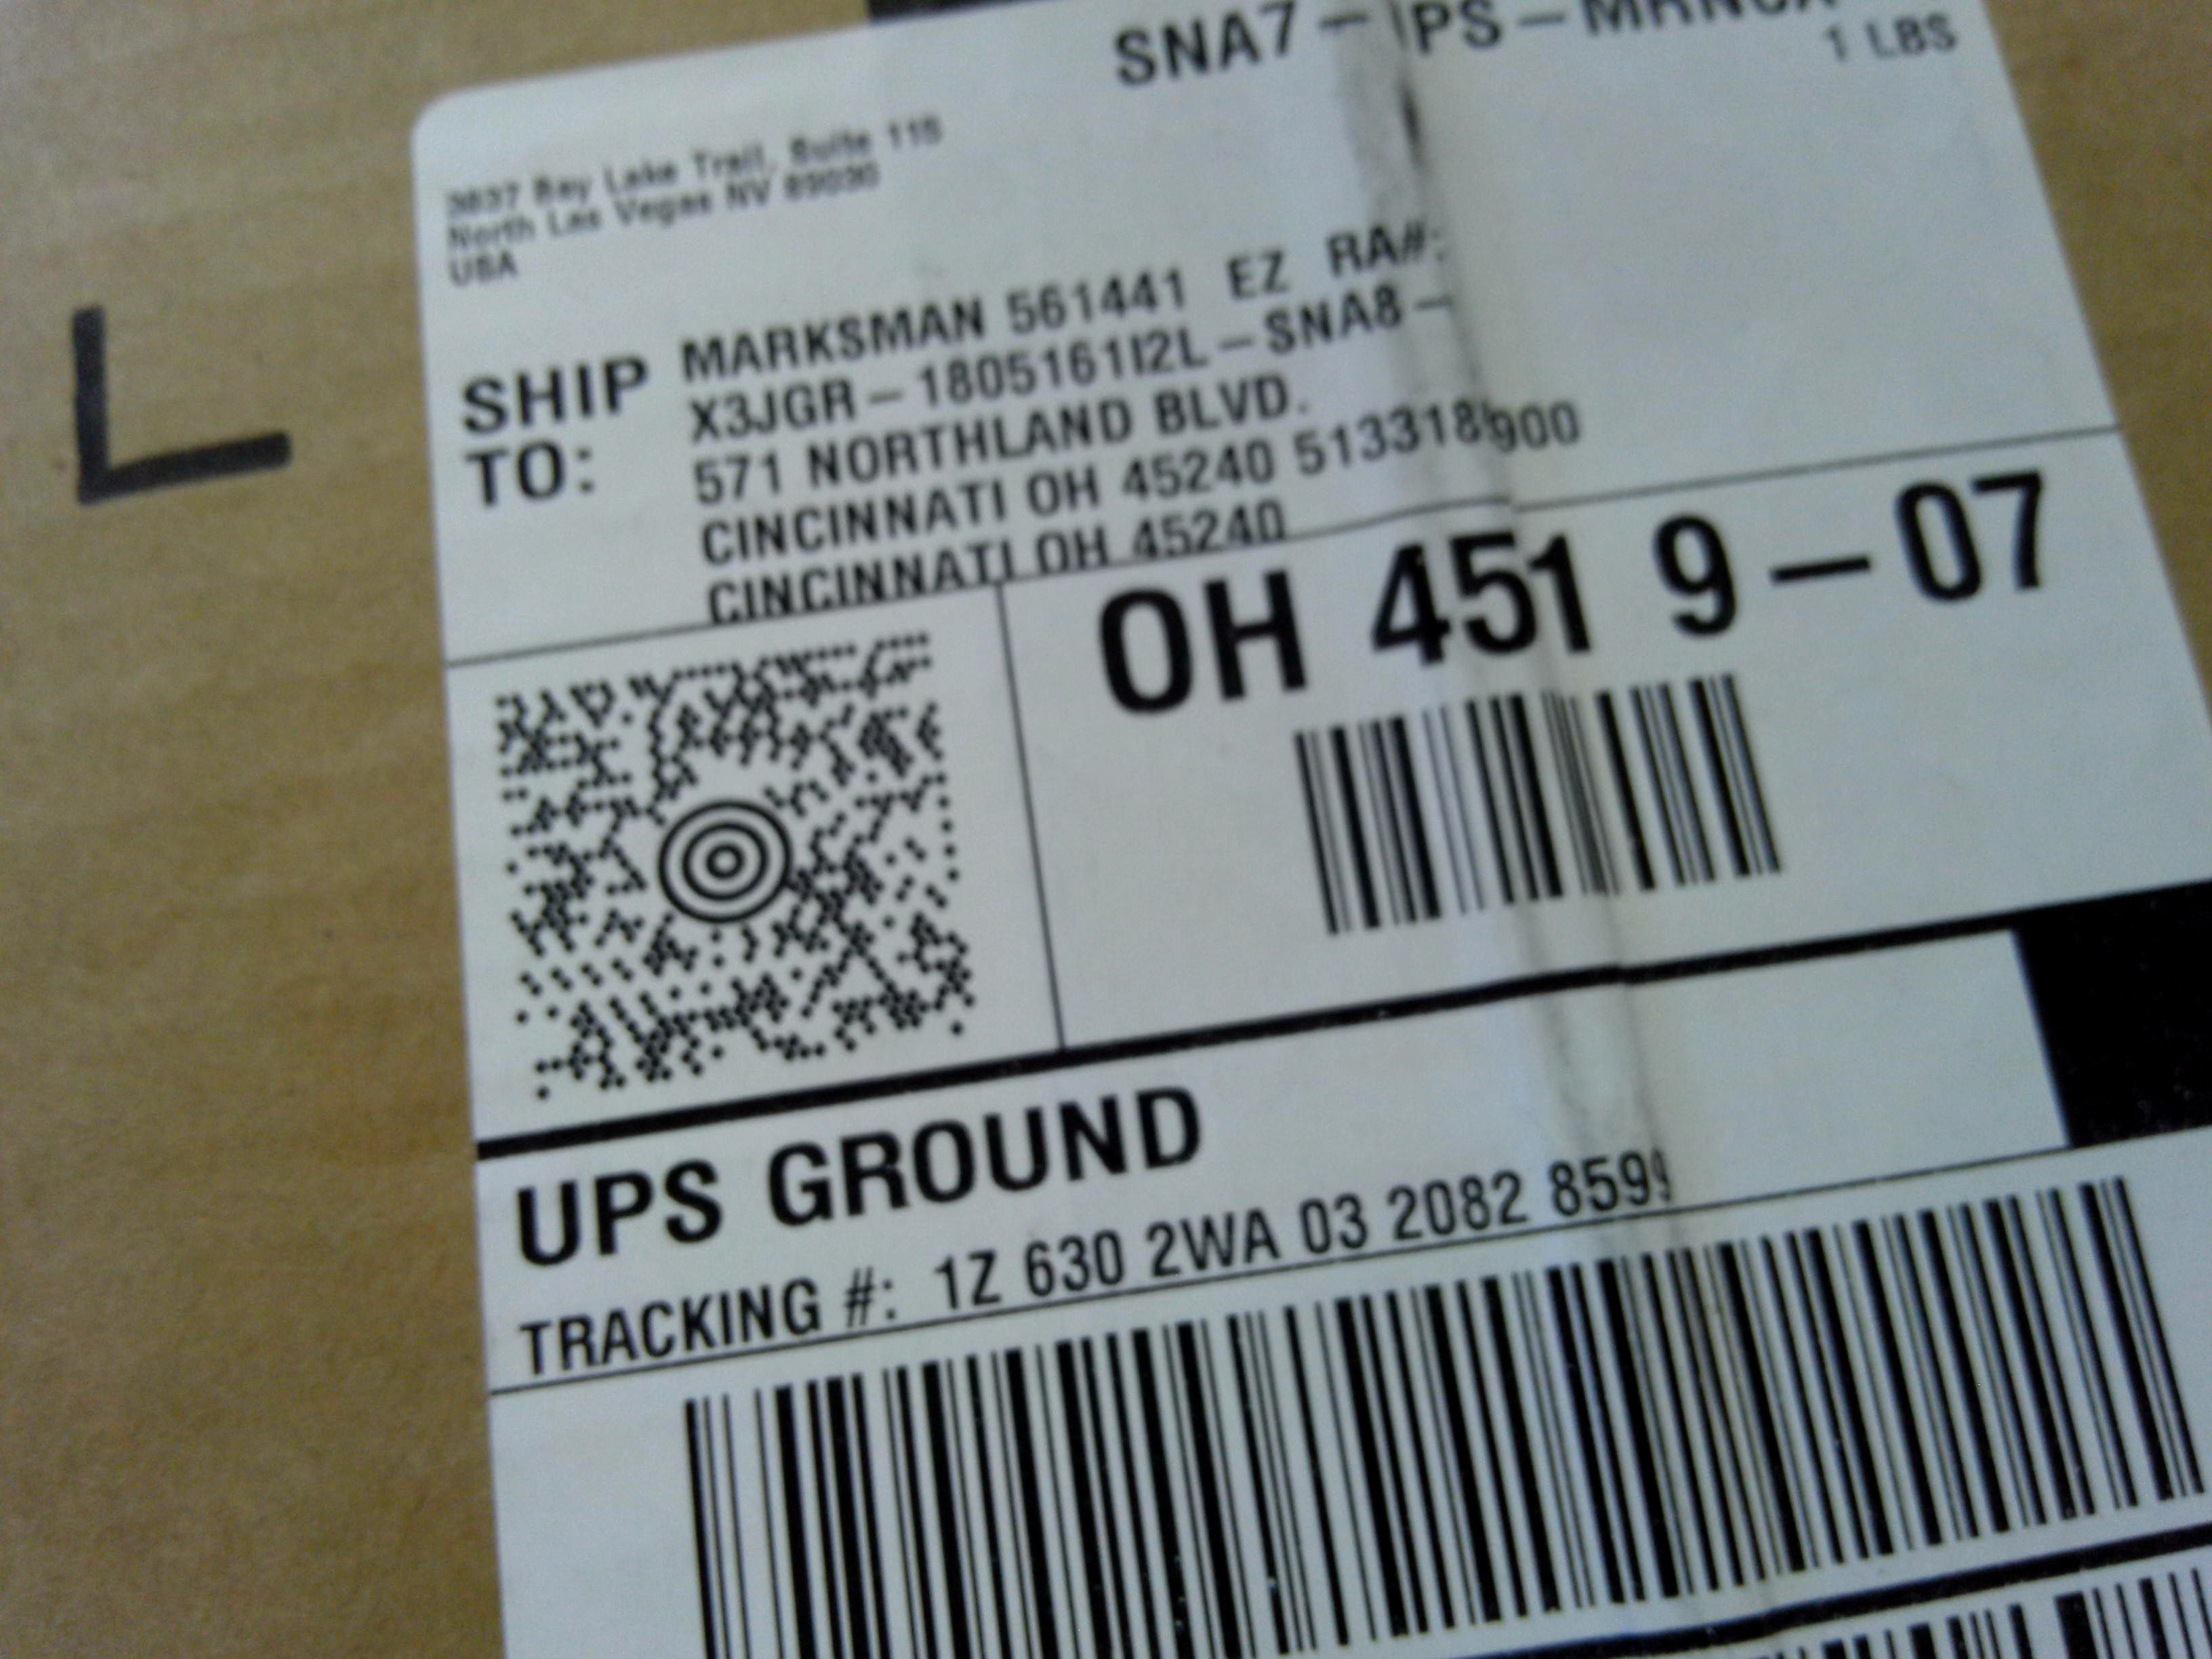 SNA7 – PS –
1 LBS
3837 Bay Lake Trail, Suite 115
North Las Vegas NV 89030
USA
SHIP TO:
MARKSMAN 561441 EZ RA#:
X3JGR – 1805161I2L – SNA8 –
571 NORTHLAND BLVD.
CINCINNATI OH 45240 513318900
CINCINNATI OH 45240
OH 451 9 – 07
UPS GROUND
TRACKING #: 1Z 630 2WA 03 2082 8599
L